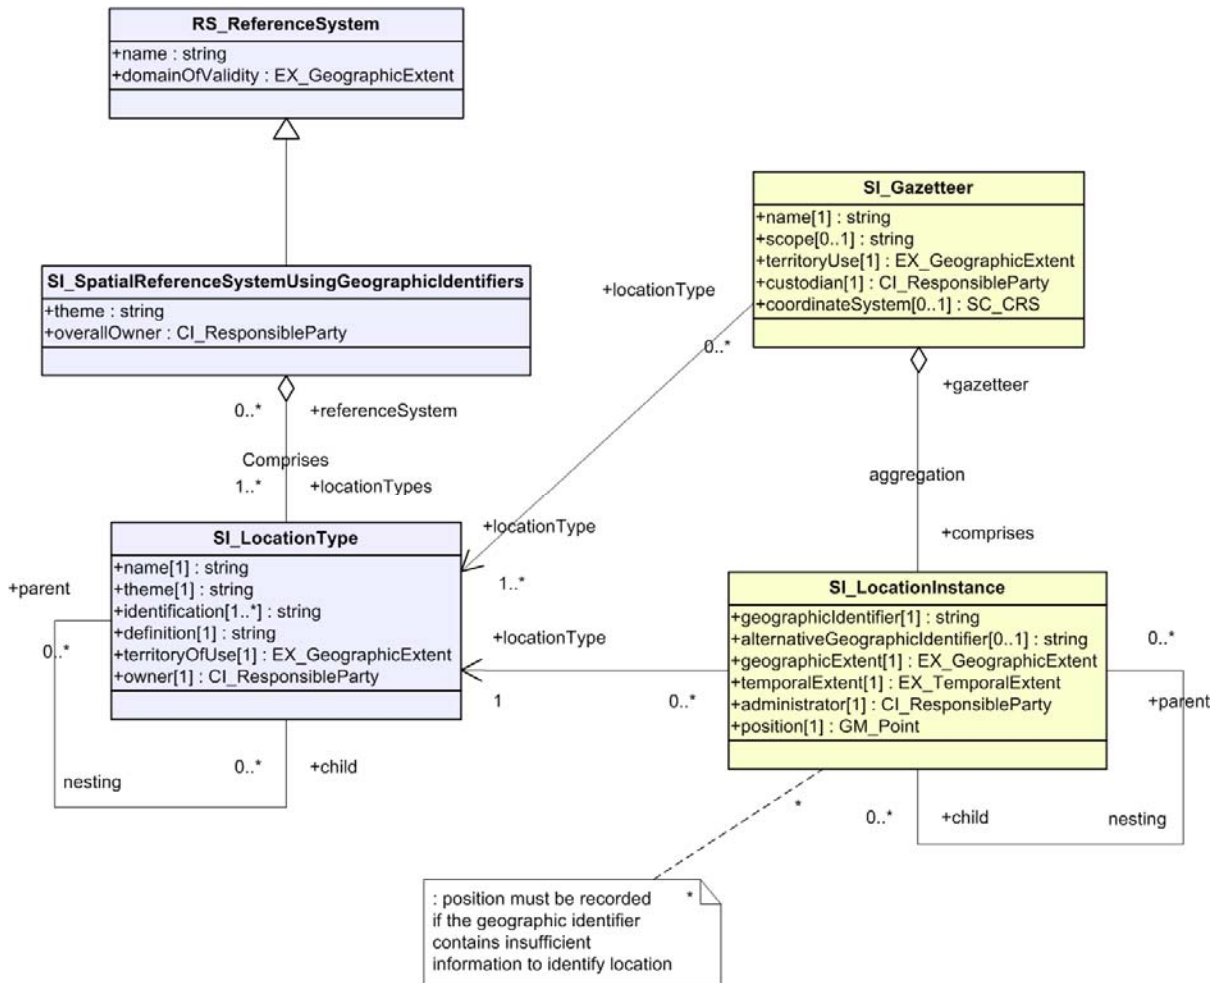 RS_ReferenceSystem
+name : string
+domainOfValidity : EX_GeographicExtent
SI_Gazetteer
+name[1] : string
+scope[0..1] : string
+territoryUse[1] : EX_GeographicExtent
+custodian[1] : CI_ResponsibleParty
+coordinateSystem[0..1] : SC_CRS
SI_SpatialReferenceSystemUsingGeographicIdentifiers
+theme : string
+overallOwner : CI_ResponsibleParty
+locationType
0..*
+gazetteer
0..*
+referenceSystem
Comprises
1..*
+locationTypes
aggregation
+locationType
1..*
+comprises
SI_LocationType
+name[1] : string
+theme[1] : string
+identification[1..*] : string
+definition[1] : string
+territoryOfUse[1] : EX_GeographicExtent
+owner[1] : CI_ResponsibleParty
+parent
0..*
0..*
+child
nesting
+locationType
1
0..*
SI_LocationInstance
+geographicIdentifier[1] : string
+alternativeGeographicIdentifier[0..1] : string
+geographicExtent[1] : EX_GeographicExtent
+temporalExtent[1] : EX_TemporalExtent
+administrator[1] : CI_ResponsibleParty
+position[1] : GM_Point
0..*
+parent
*
0..*
+child
nesting
: position must be recorded *
if the geographic identifier
contains insufficient
information to identify location